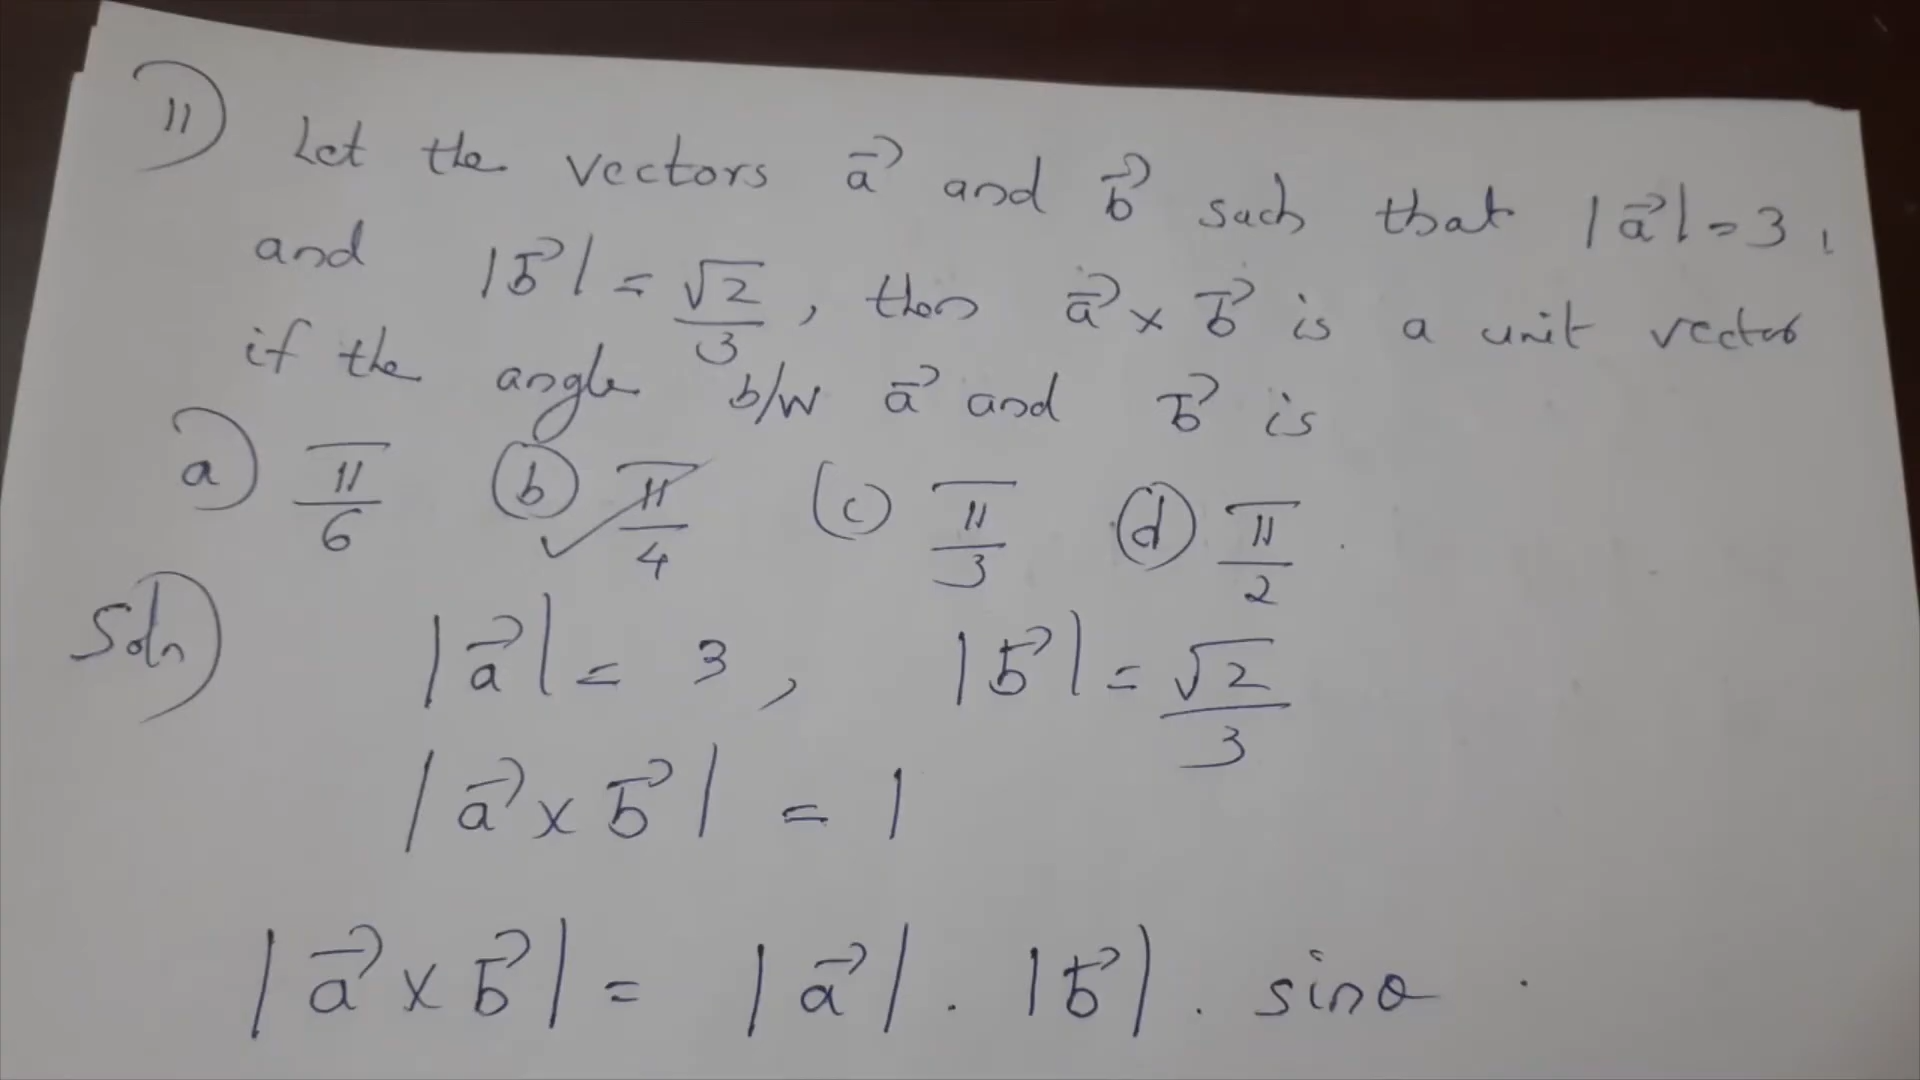 11) Let the vectors a⃗ and b⃗ such that |a⃗| = 3,
and |b⃗| = √2/3, then a⃗ × b⃗ is a unit vector
if the angle b/w a⃗ and b⃗ is
a) π/6 (b) π/4 (c) π/3 (d) π/2.
Soln) |a⃗| = 3, |b⃗| = √2/3
|a⃗ × b⃗| = 1
|a⃗ × b⃗| = |a⃗| . |b⃗| . sinθ .